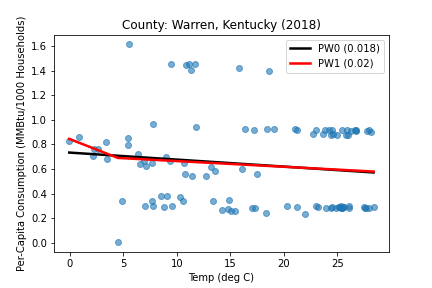 County: Warren, Kentucky (2018)
PW0 (0.018)
PW1 (0.02)
Per-Capita Consumption (MMBtu/1000 Households)
1.6
1.4
1.2
1.0
0.8
0.6
0.4
0.2
0.0
0 5 10 15 20 25
Temp (deg C)